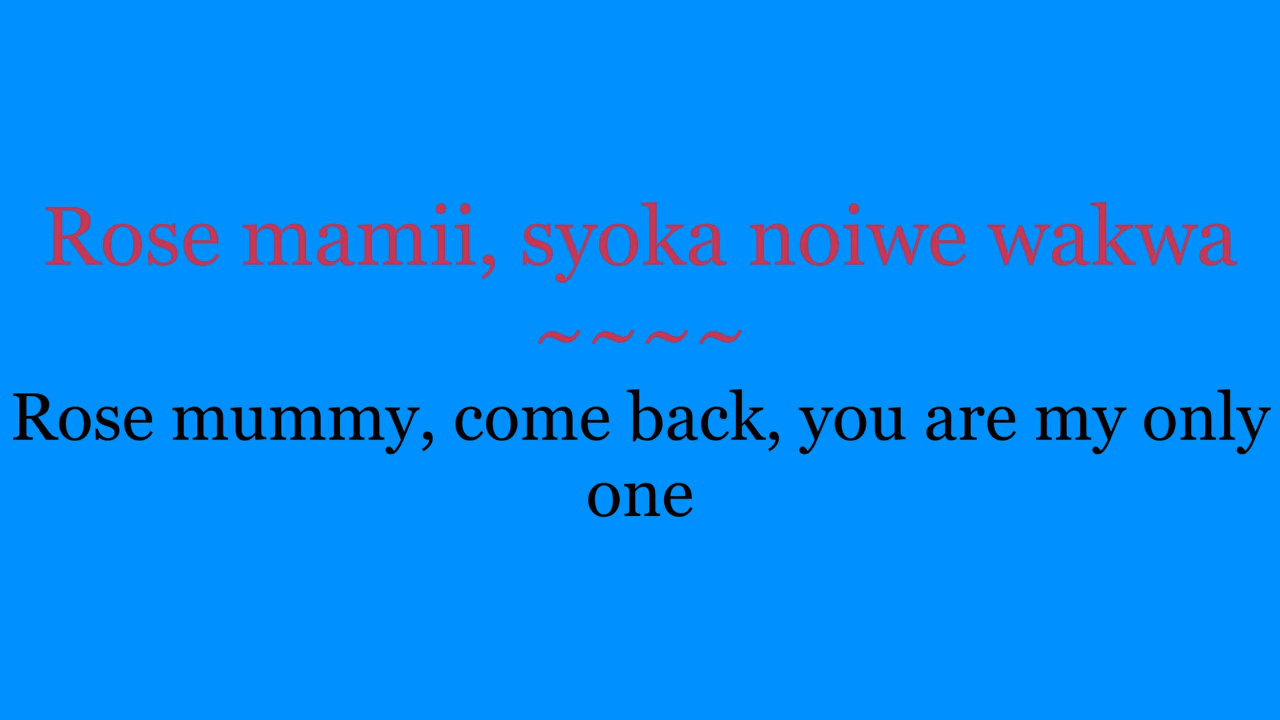 Rose mamii, syoka noiwe wakwa
~~~~
Rose mummy, come back, you are my only
one